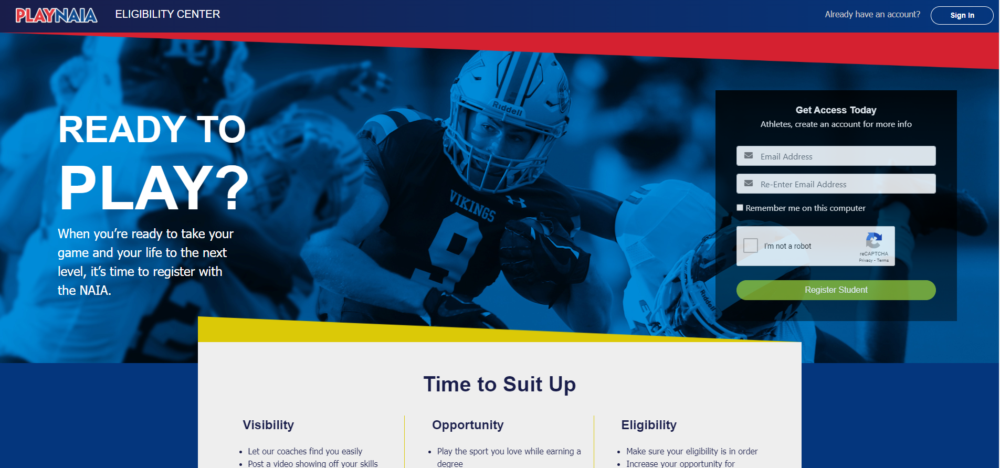 PLAYNAIA
ELIGIBILITY CENTER
Already have an account?
Sign In
READY TO
PLAY?
When you’re ready to take your
game and your life to the next
level, it’s time to register with
the NAIA.
Riddell
VIKINGS
9
Riddell
Get Access Today
Athletes, create an account for more info
Email Address
Re-Enter Email Address
Remember me on this computer
I'm not a robot
reCAPTCHA
Privacy - Terms
Register Student
Time to Suit Up
Visibility
• Let our coaches find you easily
• Post a video showing off your skills
Opportunity
• Play the sport you love while earning a
degree
Eligibility
• Make sure your eligibility is in order
• Increase your opportunity for